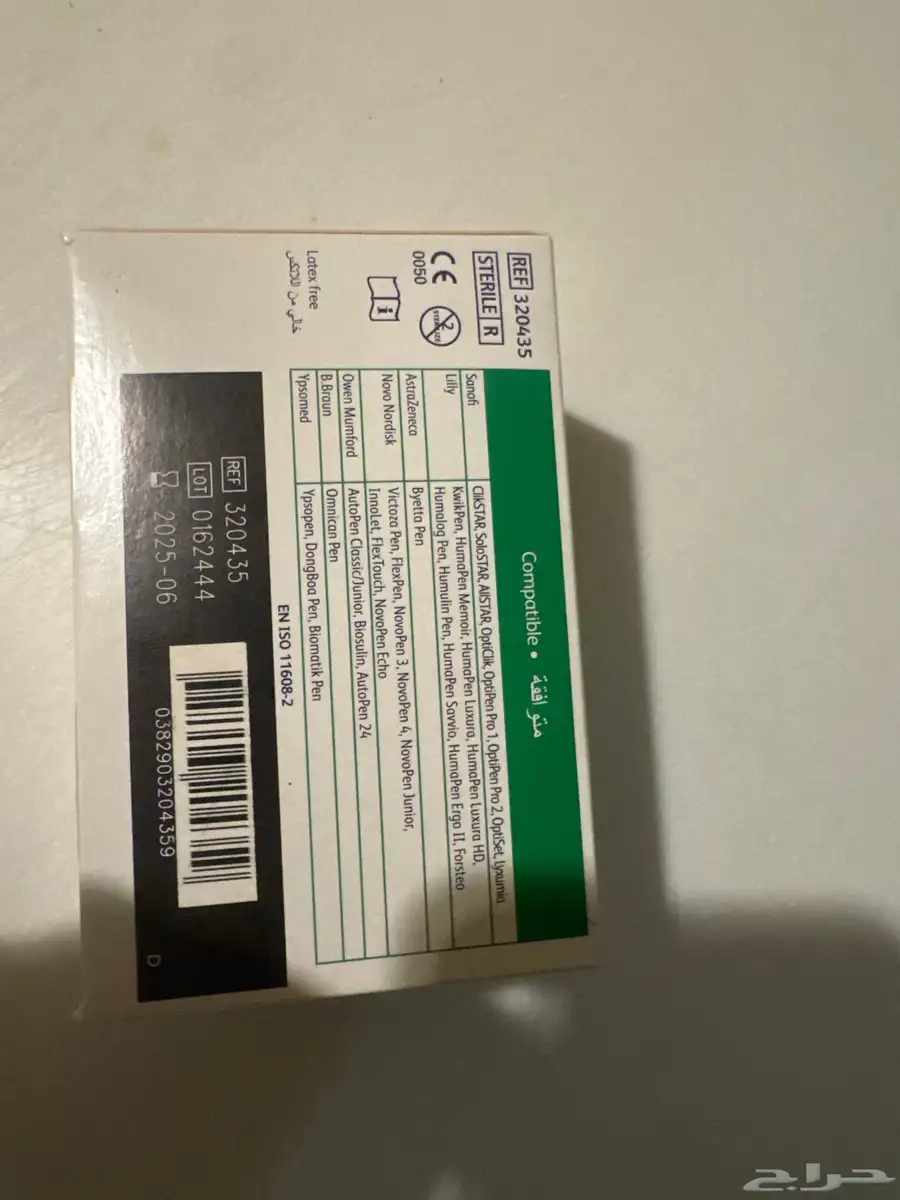 REF 320435
STERILE R
CE
0050
2
STERILIZE
i
Latex free
خالي من اللاتكس
Compatible • متوافقة
Sanofi
ClikSTAR, SoloSTAR, AllSTAR, OptiClik, OptiPen Pro 1, OptiPen Pro 2, OptiSet, Lyxumia
Lilly
KwikPen, HumaPen Memoir, HumaPen Luxura, HumaPen Luxura HD,
Humalog Pen, Humulin Pen, HumaPen Savvio, HumaPen Ergo II, Forsteo
AstraZeneca
Byetta Pen
Novo Nordisk
Victoza Pen, FlexPen, NovoPen 3, NovoPen 4, NovoPen Junior,
InnoLet, FlexTouch, NovoPen Echo
Owen Mumford
AutoPen Classic/Junior, Biosulin, AutoPen 24
B.Braun
Omnican Pen
Ypsomed
Ypsopen, DongBoa Pen, Biomatik Pen
EN ISO 11608-2
REF 320435
LOT 0162444
2025-06
0382903204359
D
حراج